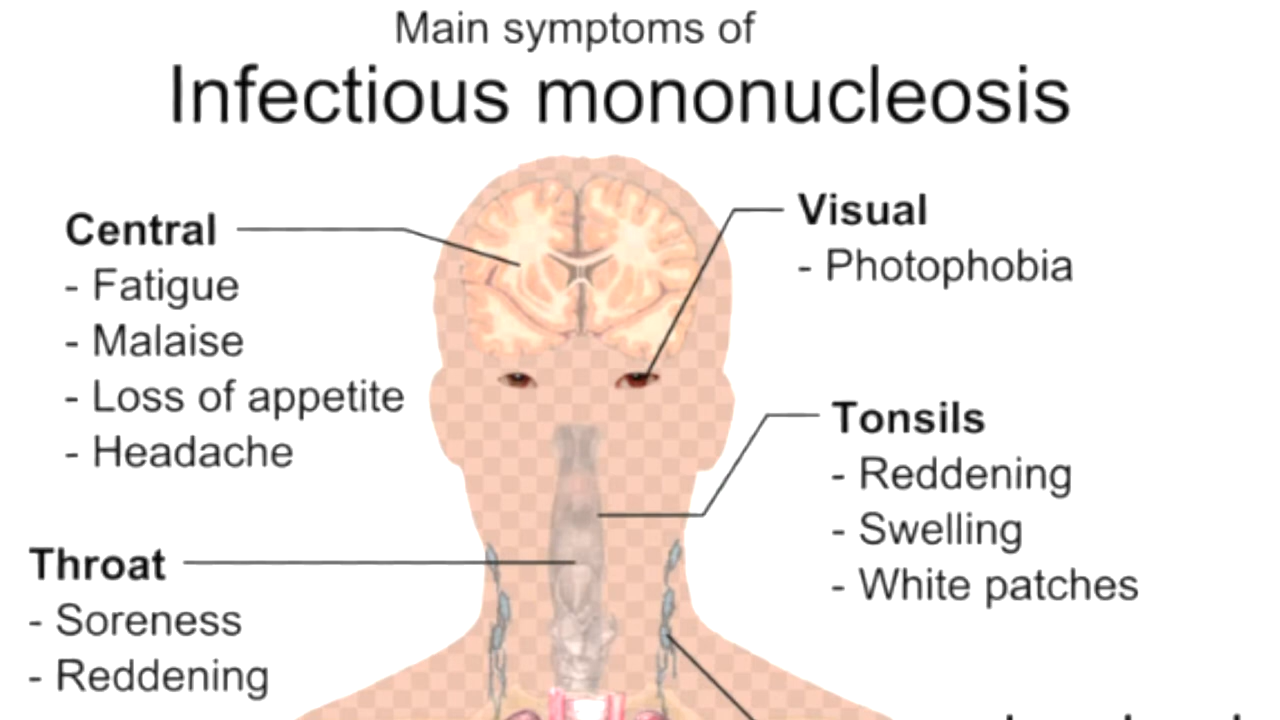 Main symptoms of
Infectious mononucleosis
Central
- Fatigue
- Malaise
- Loss of appetite
- Headache
Visual
- Photophobia
Tonsils
- Reddening
- Swelling
- White patches
Throat
- Soreness
- Reddening